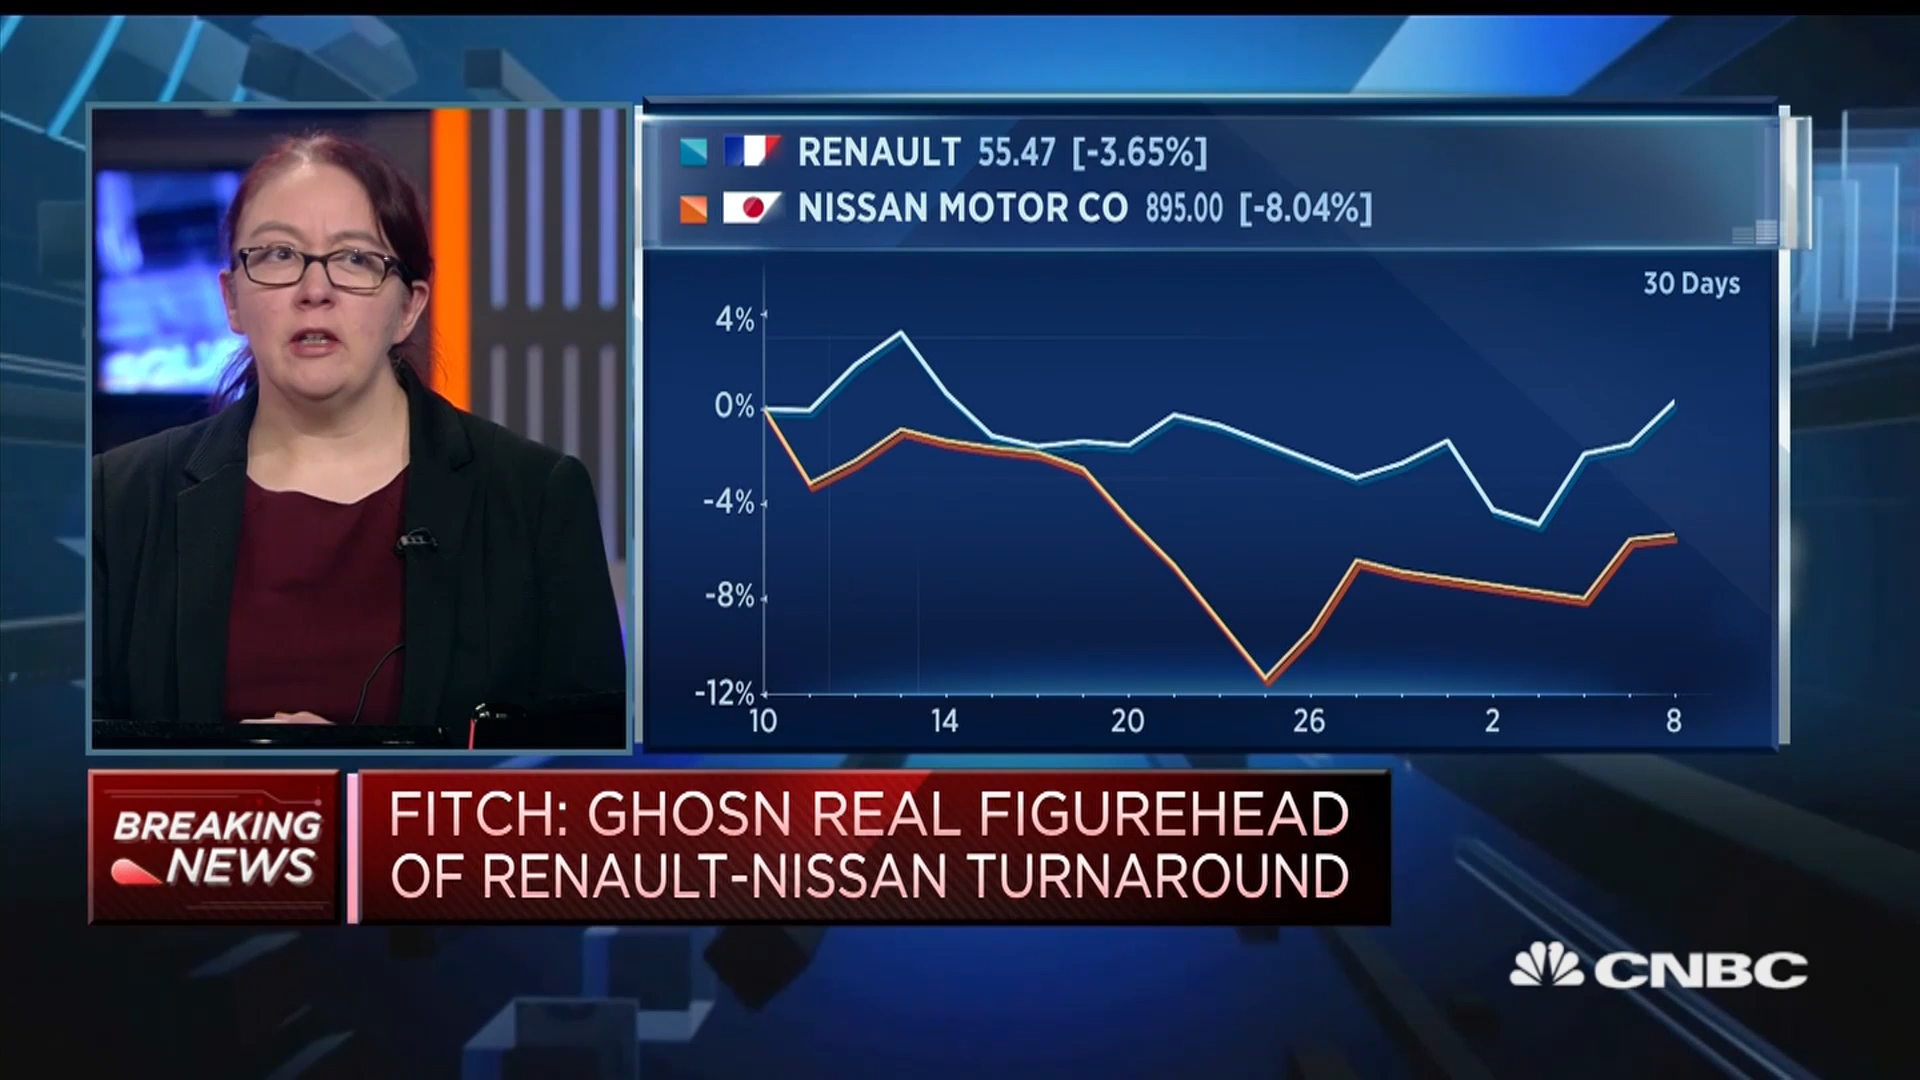 RENAULT 55.47 [-3.65%]
NISSAN MOTOR CO 895.00 [-8.04%]
30 Days
4%
0%
-4%
-8%
-12%
10 14 20 26 2 8
BREAKING
NEWS
FITCH: GHOSN REAL FIGUREHEAD
OF RENAULT-NISSAN TURNAROUND
CNBC